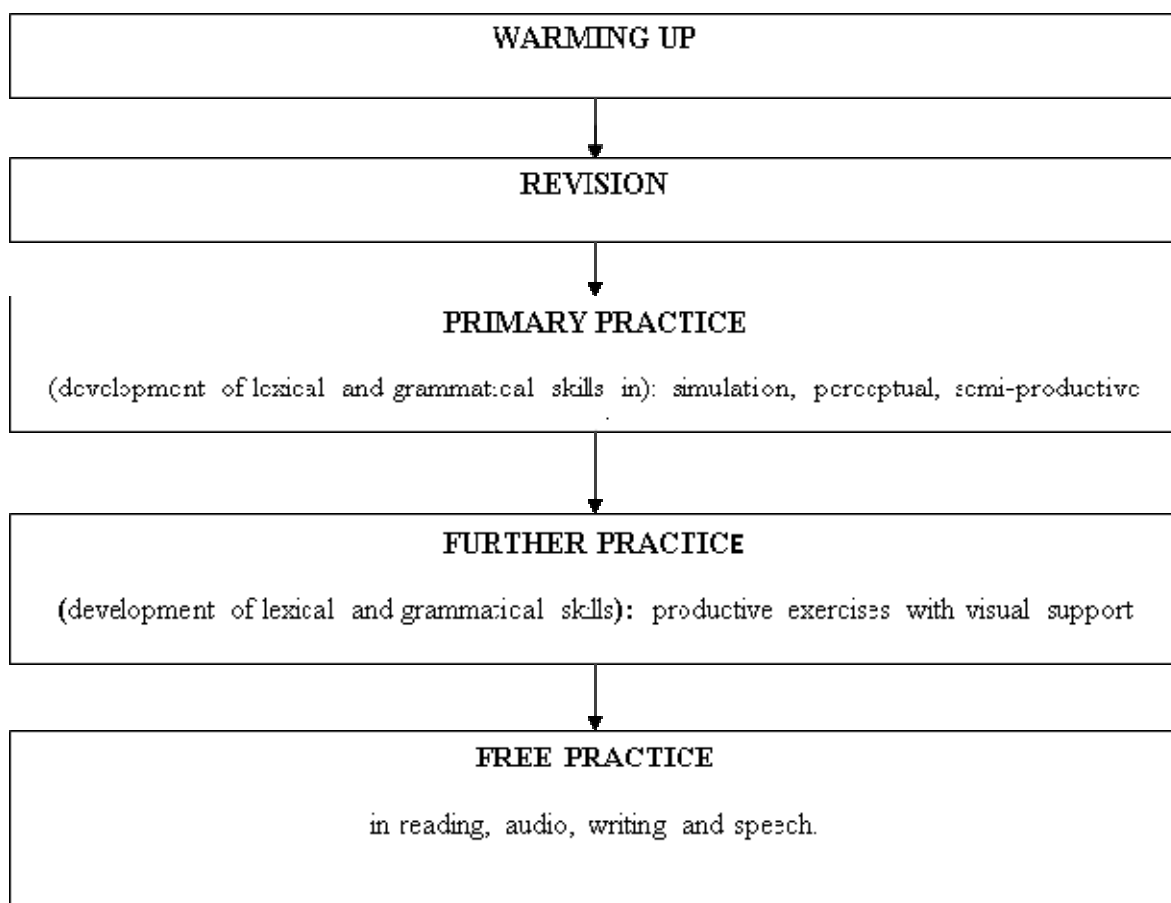 WARMING UP
REVISION
PRIMARY PRACTICE
(development of lexical and grammatical skills in): simulation, perceptual, semi-productive
.
FURTHER PRACTICE
(development of lexical and grammatical skills): productive exercises with visual support
FREE PRACTICE
in reading, audio, writing and speech.